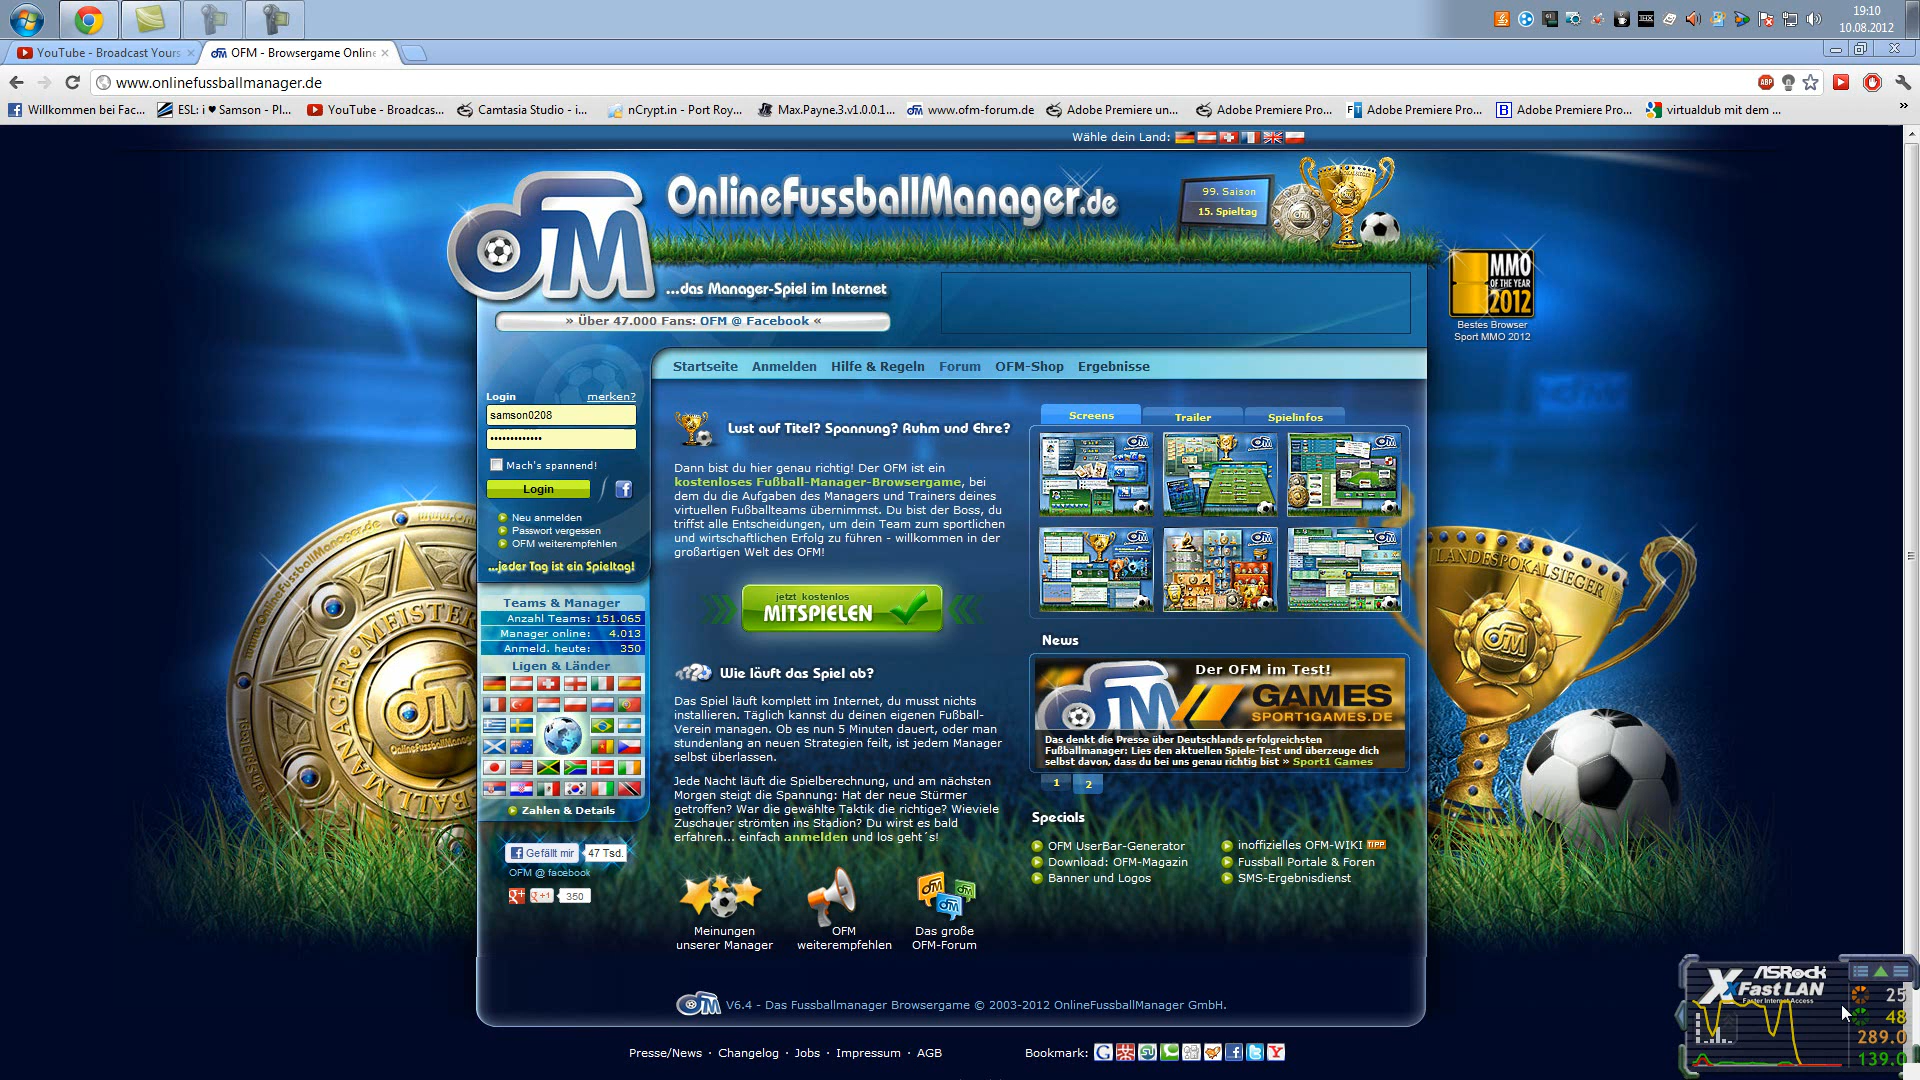 19:10
10.08.2012
YouTube - Broadcast Yours
OFM - Browsergame Online
www.onlinefussballmanager.de
ABP
Willkommen bei Fac...
ESL: i ♥ Samson - Pl...
YouTube - Broadcas...
Camtasia Studio - i...
nCrypt.in - Port Roy...
Max.Payne.3.v1.0.0.1...
www.ofm-forum.de
Adobe Premiere un...
Adobe Premiere Pro...
Adobe Premiere Pro...
Adobe Premiere Pro...
virtualdub mit dem ...
Wähle dein Land:
OFM
OnlineFussballManager.de
99. Saison
15. Spieltag
...das Manager-Spiel im Internet
» Über 47.000 Fans: OFM @ Facebook «
MMO
OF THE YEAR
2012
Bestes Browser
Sport MMO 2012
Startseite Anmelden Hilfe & Regeln Forum OFM-Shop Ergebnisse
Login merken?
samson0208
•••••••••••••
Mach's spannend!
Login
Neu anmelden
Passwort vergessen
OFM weiterempfehlen
...jeder Tag ist ein Spieltag!
Teams & Manager
Anzahl Teams: 151.065
Manager online: 4.013
Anmeld. heute: 350
Ligen & Länder
Zahlen & Details
Gefällt mir 47 Tsd.
OFM @ facebook
+1 350
Lust auf Titel? Spannung? Ruhm und Ehre?
Dann bist du hier genau richtig! Der OFM ist ein
kostenloses Fußball-Manager-Browsergame, bei
dem du die Aufgaben des Managers und Trainers deines
virtuellen Fußballteams übernimmst. Du bist der Boss, du
triffst alle Entscheidungen, um dein Team zum sportlichen
und wirtschaftlichen Erfolg zu führen - willkommen in der
großartigen Welt des OFM!
jetzt kostenlos
MITSPIELEN
Wie läuft das Spiel ab?
Das Spiel läuft komplett im Internet, du musst nichts
installieren. Täglich kannst du deinen eigenen Fußball-
Verein managen. Ob es nun 5 Minuten dauert, oder man
stundenlang an neuen Strategien feilt, ist jedem Manager
selbst überlassen.
Jede Nacht läuft die Spielberechnung, und am nächsten
Morgen steigt die Spannung: Hat der neue Stürmer
getroffen? War die gewählte Taktik die richtige? Wieviele
Zuschauer strömten ins Stadion? Du wirst es bald
erfahren... einfach anmelden und los geht´s!
Meinungen
unserer Manager
OFM
weiterempfehlen
Das große
OFM-Forum
Screens Trailer Spielinfos
News
Der OFM im Test!
GAMES
SPORT1GAMES.DE
Das denkt die Presse über Deutschlands erfolgreichsten
Fußballmanager: Lies den aktuellen Spiele-Test und überzeuge dich
selbst davon, dass du bei uns genau richtig bist » Sport1 Games
1 2
Specials
OFM UserBar-Generator
Download: OFM-Magazin
Banner und Logos
inoffizielles OFM-WIKI TIPP
Fussball Portale & Foren
SMS-Ergebnisdienst
LANDESPOKALSIEGER
OFM V6.4 - Das Fussballmanager Browsergame © 2003-2012 OnlineFussballManager GmbH.
Presse/News · Changelog · Jobs · Impressum · AGB
Bookmark:
ASRock
XFast LAN
Faster Internet Access
25
48
289.0
139.0